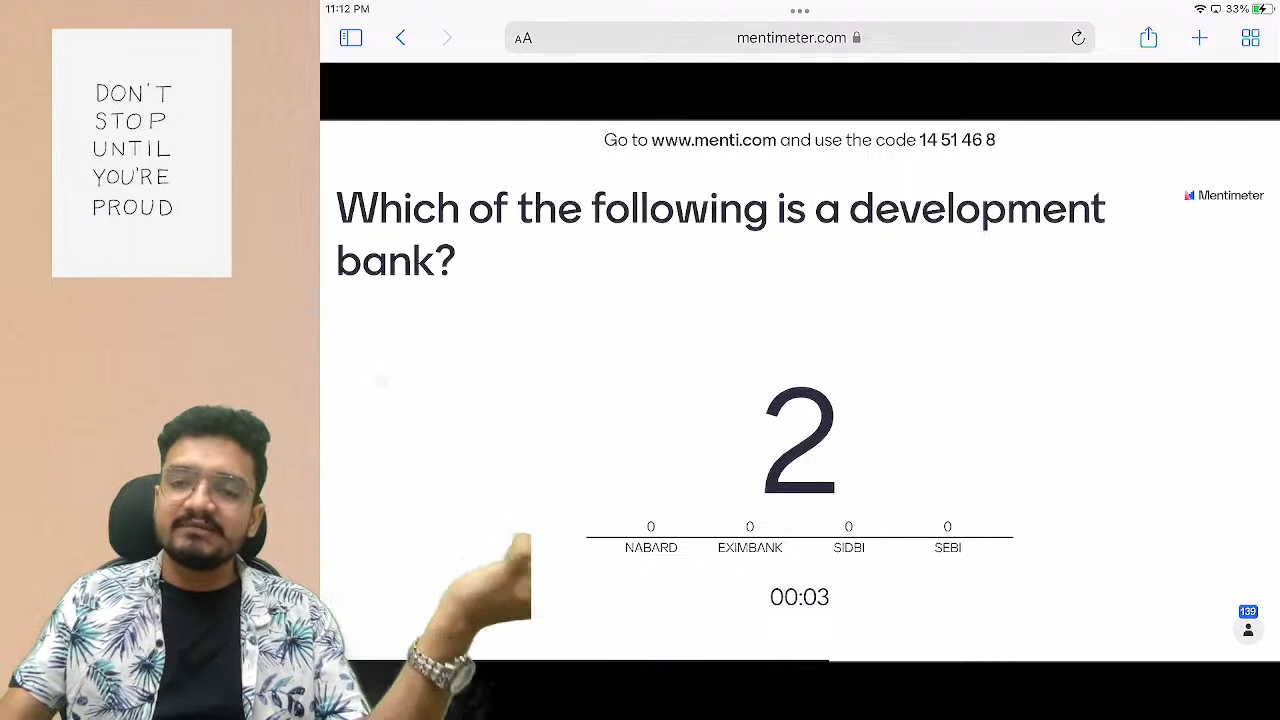 DON'T
STOP
UNTIL
YOU'RE
PROUD
11:12 PM
33%
AA
mentimeter.com
Go to www.menti.com and use the code 14 51 46 8
Mentimeter
Which of the following is a development
bank?
2
0 0 0 0
NABARD EXIMBANK SIDBI SEBI
00:03
139